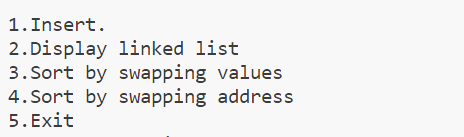 1.Insert.
2.Display linked list
3.Sort by swapping values
4.Sort by swapping address
5.Exit